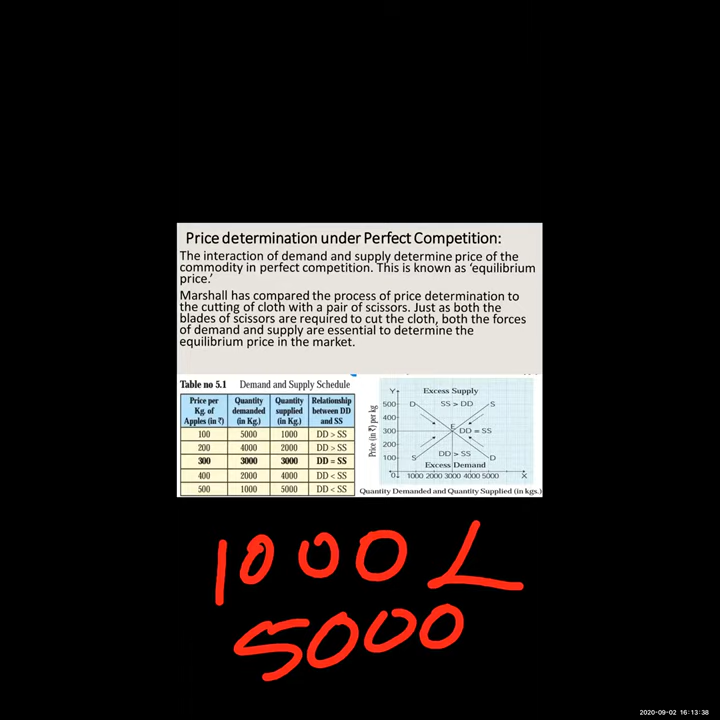 Price determination under Perfect Competition:
The interaction of demand and supply determine price of the
commodity in perfect competition. This is known as 'equilibrium
price.'
Marshall has compared the process of price determination to
the cutting of cloth with a pair of scissors. Just as both the
blades of scissors are required to cut the cloth, both the forces
of demand and supply are essential to determine the
equilibrium price in the market.
Table no 5.1 Demand and Supply Schedule
Price per Kg. of Apples (in ₹) Quantity demanded (in Kg.) Quantity supplied (in Kg.) Relationship between DD and SS
100 5000 1000 DD > SS
200 4000 2000 DD > SS
300 3000 3000 DD = SS
400 2000 4000 DD < SS
500 1000 5000 DD < SS
Y Excess Supply
500 D SS > DD S
400
300 E DD = SS
200 DD > SS
100 S D
Excess Demand
0 1000 2000 3000 4000 5000 X
Price (in ₹) per kg
Quantity Demanded and Quantity Supplied (in kgs.)
1000 L
5000
2020-09-02 16:13:38